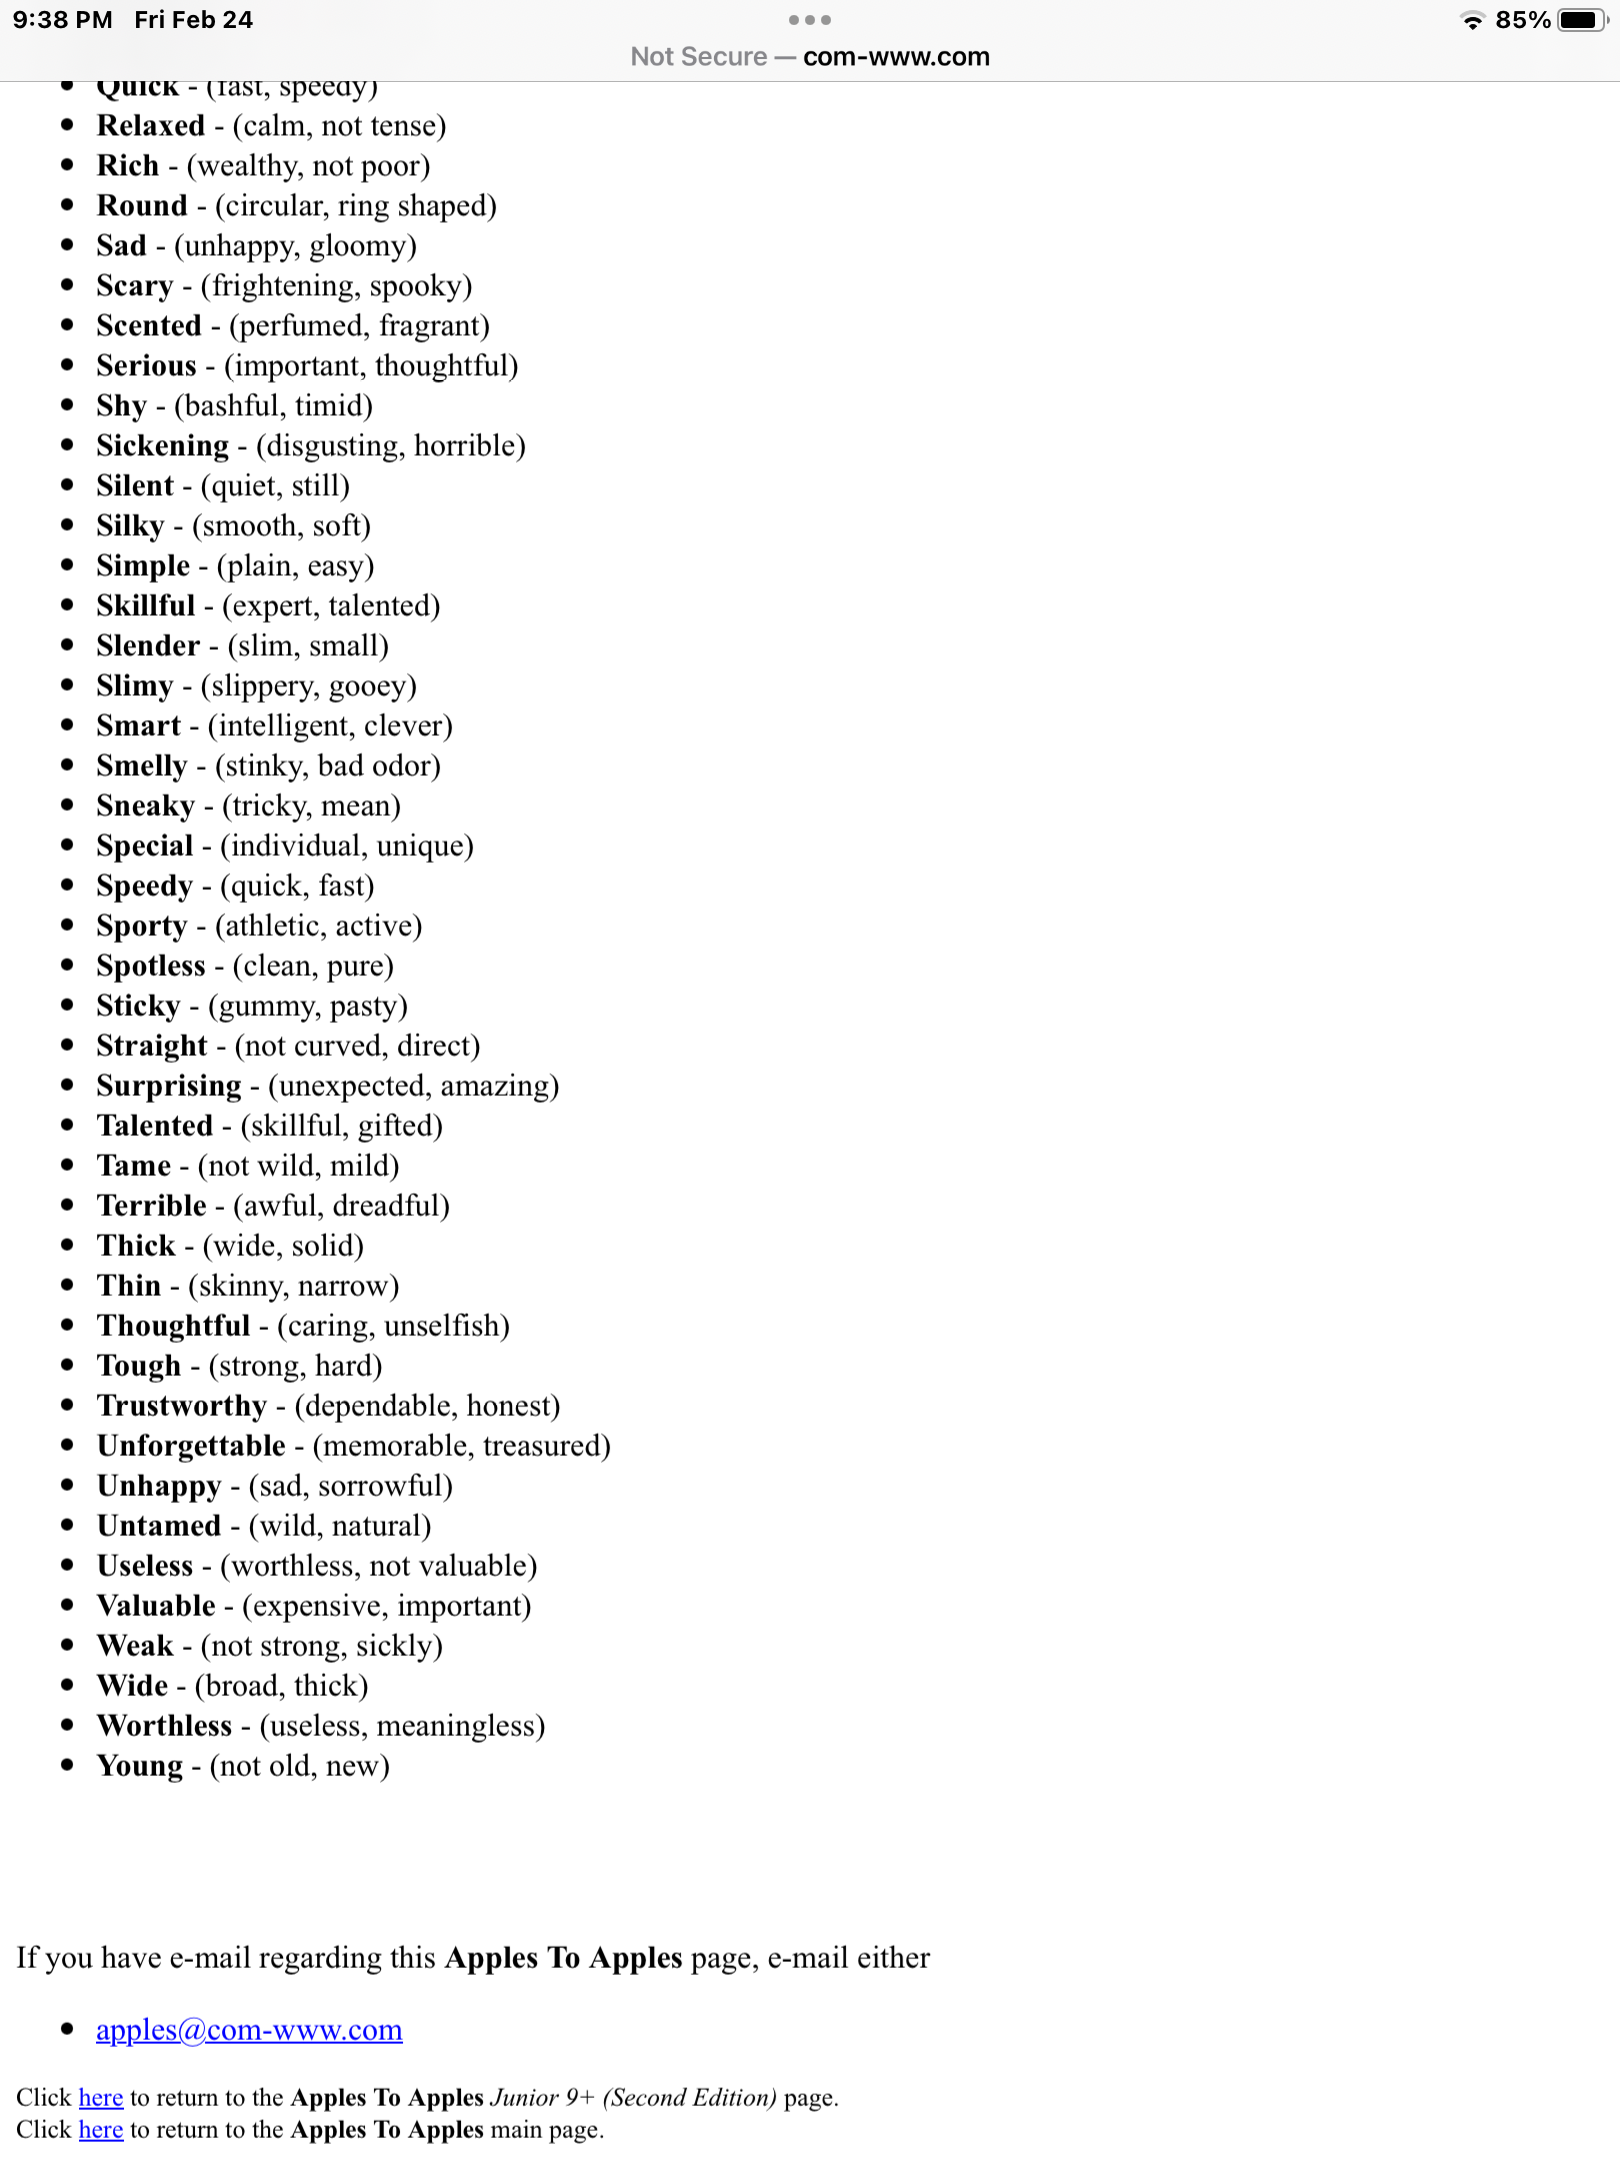 9:38 PM Fri Feb 24
85%
Not Secure — com-www.com
• Quick - (fast, speedy)
• Relaxed - (calm, not tense)
• Rich - (wealthy, not poor)
• Round - (circular, ring shaped)
• Sad - (unhappy, gloomy)
• Scary - (frightening, spooky)
• Scented - (perfumed, fragrant)
• Serious - (important, thoughtful)
• Shy - (bashful, timid)
• Sickening - (disgusting, horrible)
• Silent - (quiet, still)
• Silky - (smooth, soft)
• Simple - (plain, easy)
• Skillful - (expert, talented)
• Slender - (slim, small)
• Slimy - (slippery, gooey)
• Smart - (intelligent, clever)
• Smelly - (stinky, bad odor)
• Sneaky - (tricky, mean)
• Special - (individual, unique)
• Speedy - (quick, fast)
• Sporty - (athletic, active)
• Spotless - (clean, pure)
• Sticky - (gummy, pasty)
• Straight - (not curved, direct)
• Surprising - (unexpected, amazing)
• Talented - (skillful, gifted)
• Tame - (not wild, mild)
• Terrible - (awful, dreadful)
• Thick - (wide, solid)
• Thin - (skinny, narrow)
• Thoughtful - (caring, unselfish)
• Tough - (strong, hard)
• Trustworthy - (dependable, honest)
• Unforgettable - (memorable, treasured)
• Unhappy - (sad, sorrowful)
• Untamed - (wild, natural)
• Useless - (worthless, not valuable)
• Valuable - (expensive, important)
• Weak - (not strong, sickly)
• Wide - (broad, thick)
• Worthless - (useless, meaningless)
• Young - (not old, new)
If you have e-mail regarding this Apples To Apples page, e-mail either
• apples@com-www.com
Click here to return to the Apples To Apples Junior 9+ (Second Edition) page.
Click here to return to the Apples To Apples main page.